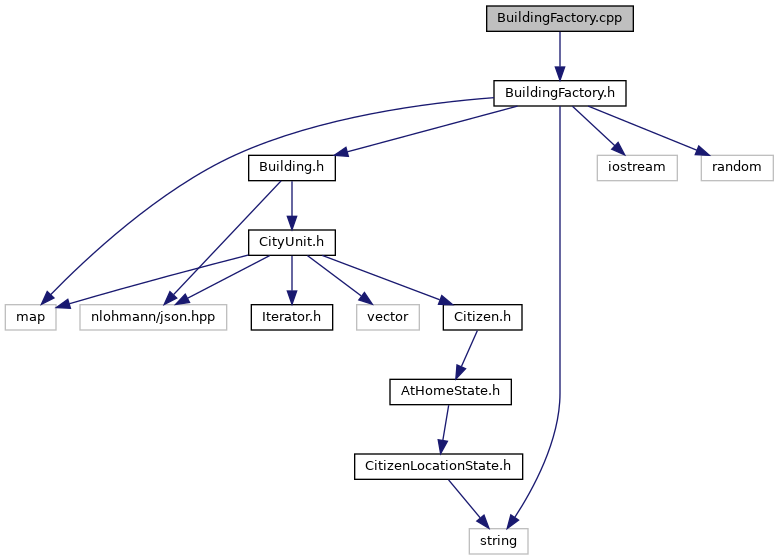 BuildingFactory.cpp
BuildingFactory.h
Building.h
iostream
random
CityUnit.h
map
nlohmann/json.hpp
Iterator.h
vector
Citizen.h
AtHomeState.h
CitizenLocationState.h
string